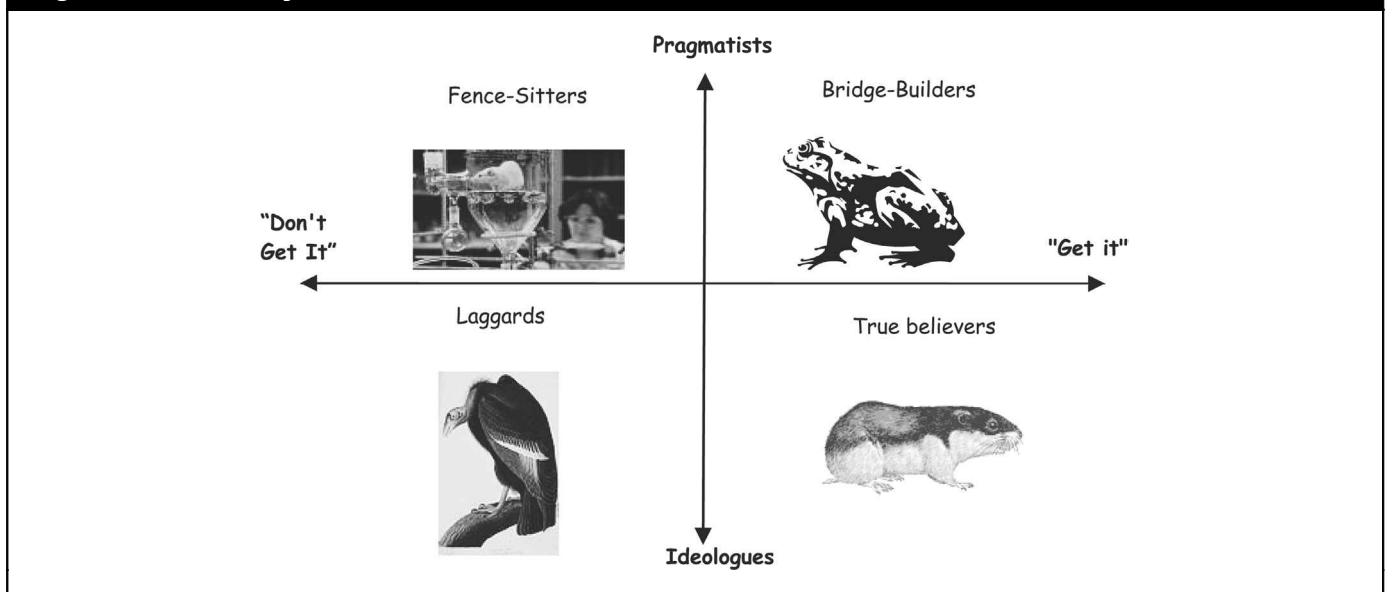 Pragmatists
Fence-Sitters
Bridge-Builders
“Don't
Get It”
"Get it"
Laggards
True believers
Ideologues